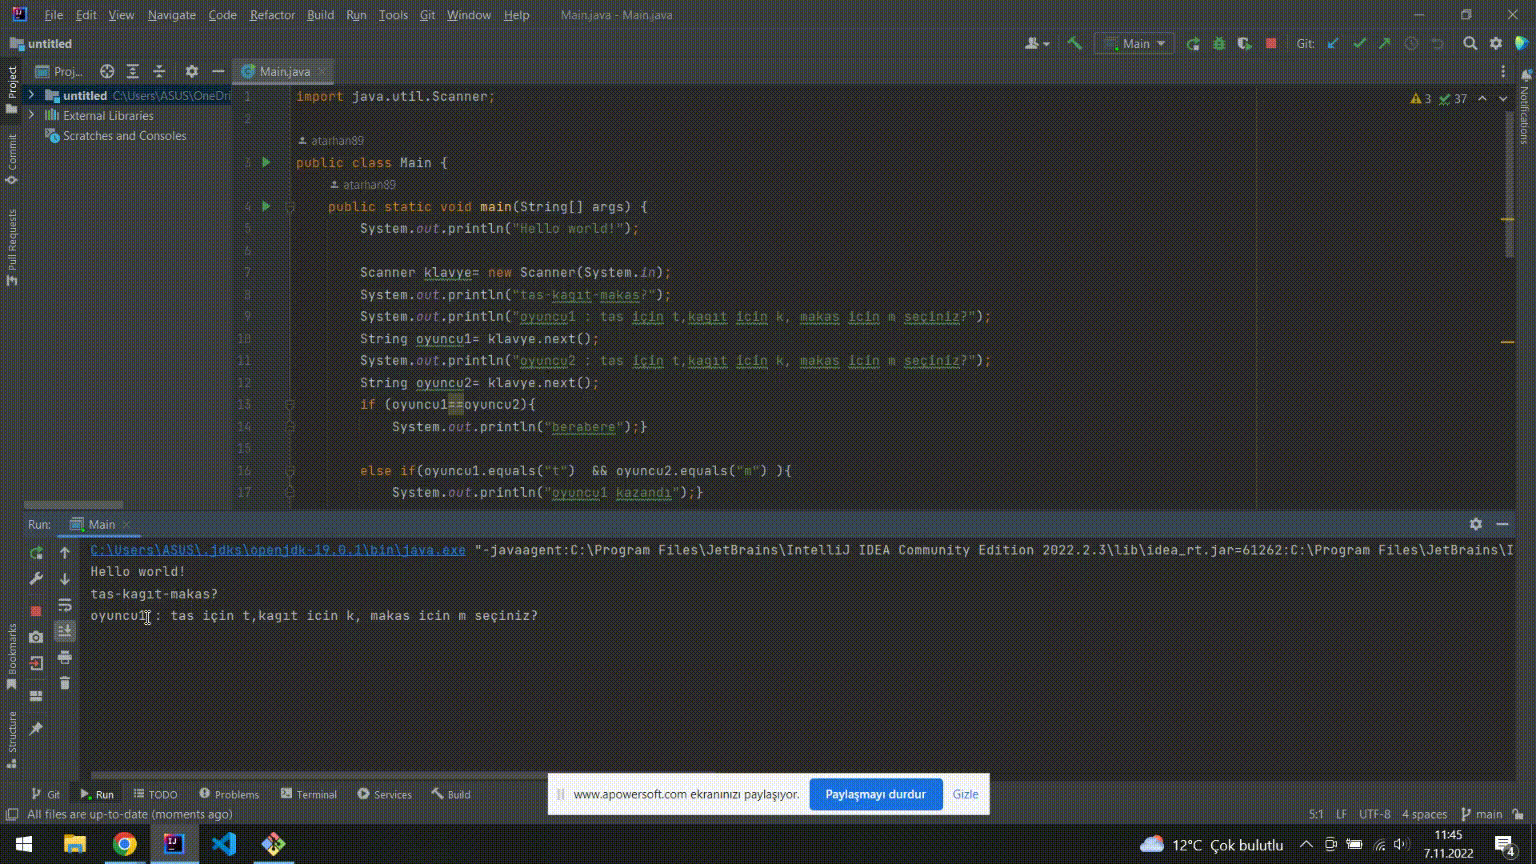 File Edit View Navigate Code Refactor Build Run Tools Git Window Help Main.java - Main.java
untitled Main Git:
Proj... Main.java
untitled C:\Users\ASUS\OneDri
External Libraries
Scratches and Consoles
Project
Commit
Pull Requests
Bookmarks
Structure
Notifications
3 37
1 import java.util.Scanner;
2
atarhan89
3 public class Main {
atarhan89
4 public static void main(String[] args) {
5 System.out.println("Hello world!");
6
7 Scanner klavye= new Scanner(System.in);
8 System.out.println("tas-kagıt-makas?");
9 System.out.println("oyuncu1 : tas için t,kagıt icin k, makas icin m seçiniz?");
10 String oyuncu1= klavye.next();
11 System.out.println("oyuncu2 : tas için t,kagıt icin k, makas icin m seçiniz?");
12 String oyuncu2= klavye.next();
13 if (oyuncu1==oyuncu2){
14 System.out.println("berabere");}
15
16 else if(oyuncu1.equals("t") && oyuncu2.equals("m") ){
17 System.out.println("oyuncu1 kazandı");}
Run: Main
C:\Users\ASUS\.jdks\openjdk-19.0.1\bin\java.exe "-javaagent:C:\Program Files\JetBrains\IntelliJ IDEA Community Edition 2022.2.3\lib\idea_rt.jar=61262:C:\Program Files\JetBrains\I
Hello world!
tas-kagıt-makas?
oyuncu1 : tas için t,kagıt icin k, makas icin m seçiniz?
Git Run TODO Problems Terminal Services Build
www.apowersoft.com ekranınızı paylaşıyor. Paylaşmayı durdur Gizle
All files are up-to-date (moments ago) 5:1 LF UTF-8 4 spaces main
12°C Çok bulutlu 11:45
7.11.2022 4